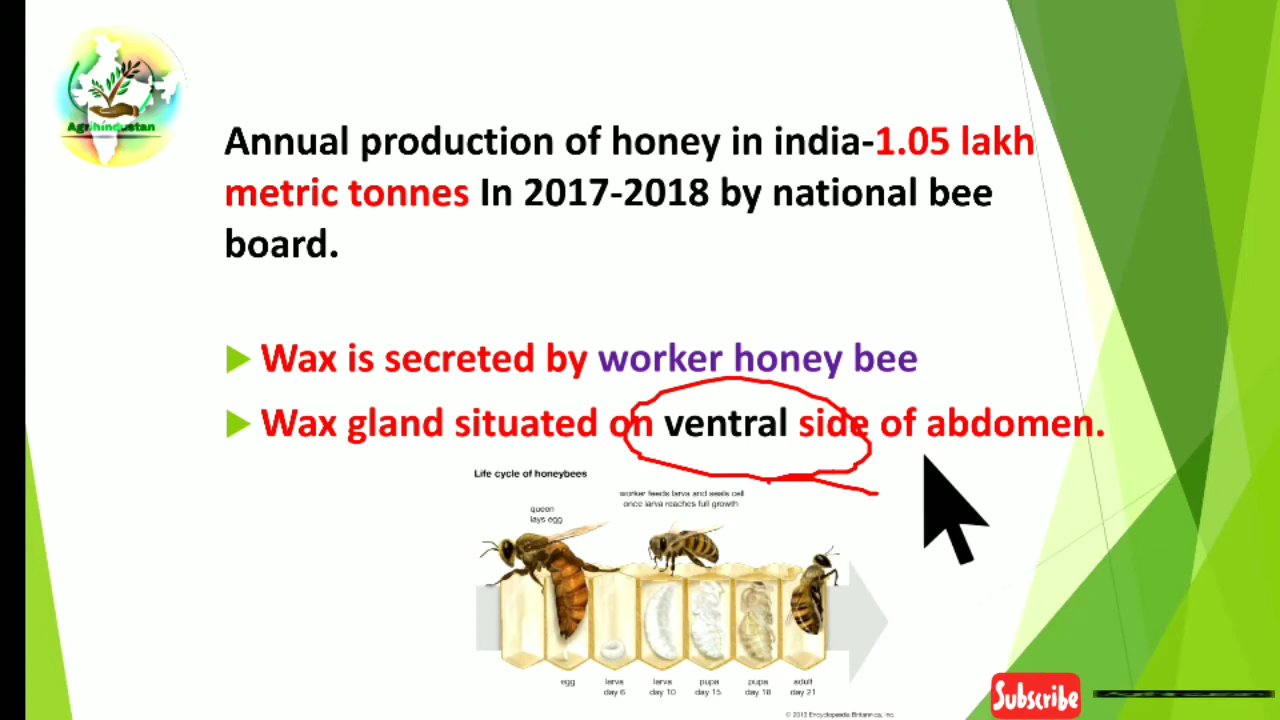 Agrihindustan
Annual production of honey in india-1.05 lakh
metric tonnes In 2017-2018 by national bee
board.
Wax is secreted by worker honey bee
Wax gland situated on ventral side of abdomen.
Life cycle of honeybees
queen
lays egg
worker feeds larva and seals cell
once larva reaches full growth
egg
larva
day 6
larva
day 10
pupa
day 15
pupa
day 18
adult
day 21
© 2013 Encyclopædia Britannica, Inc.
Subscribe